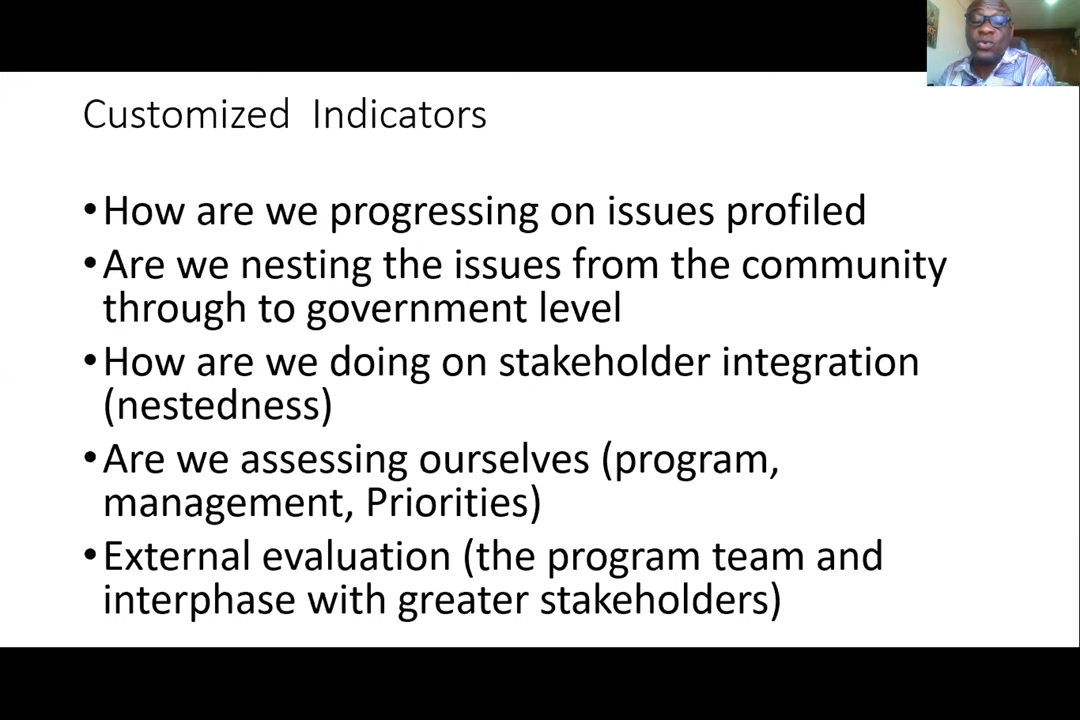 Customized  Indicators
•How are we progressing on issues profiled
•Are we nesting the issues from the community
through to government level
•How are we doing on stakeholder integration
(nestedness)
•Are we assessing ourselves (program,
management, Priorities)
•External evaluation (the program team and
interphase with greater stakeholders)